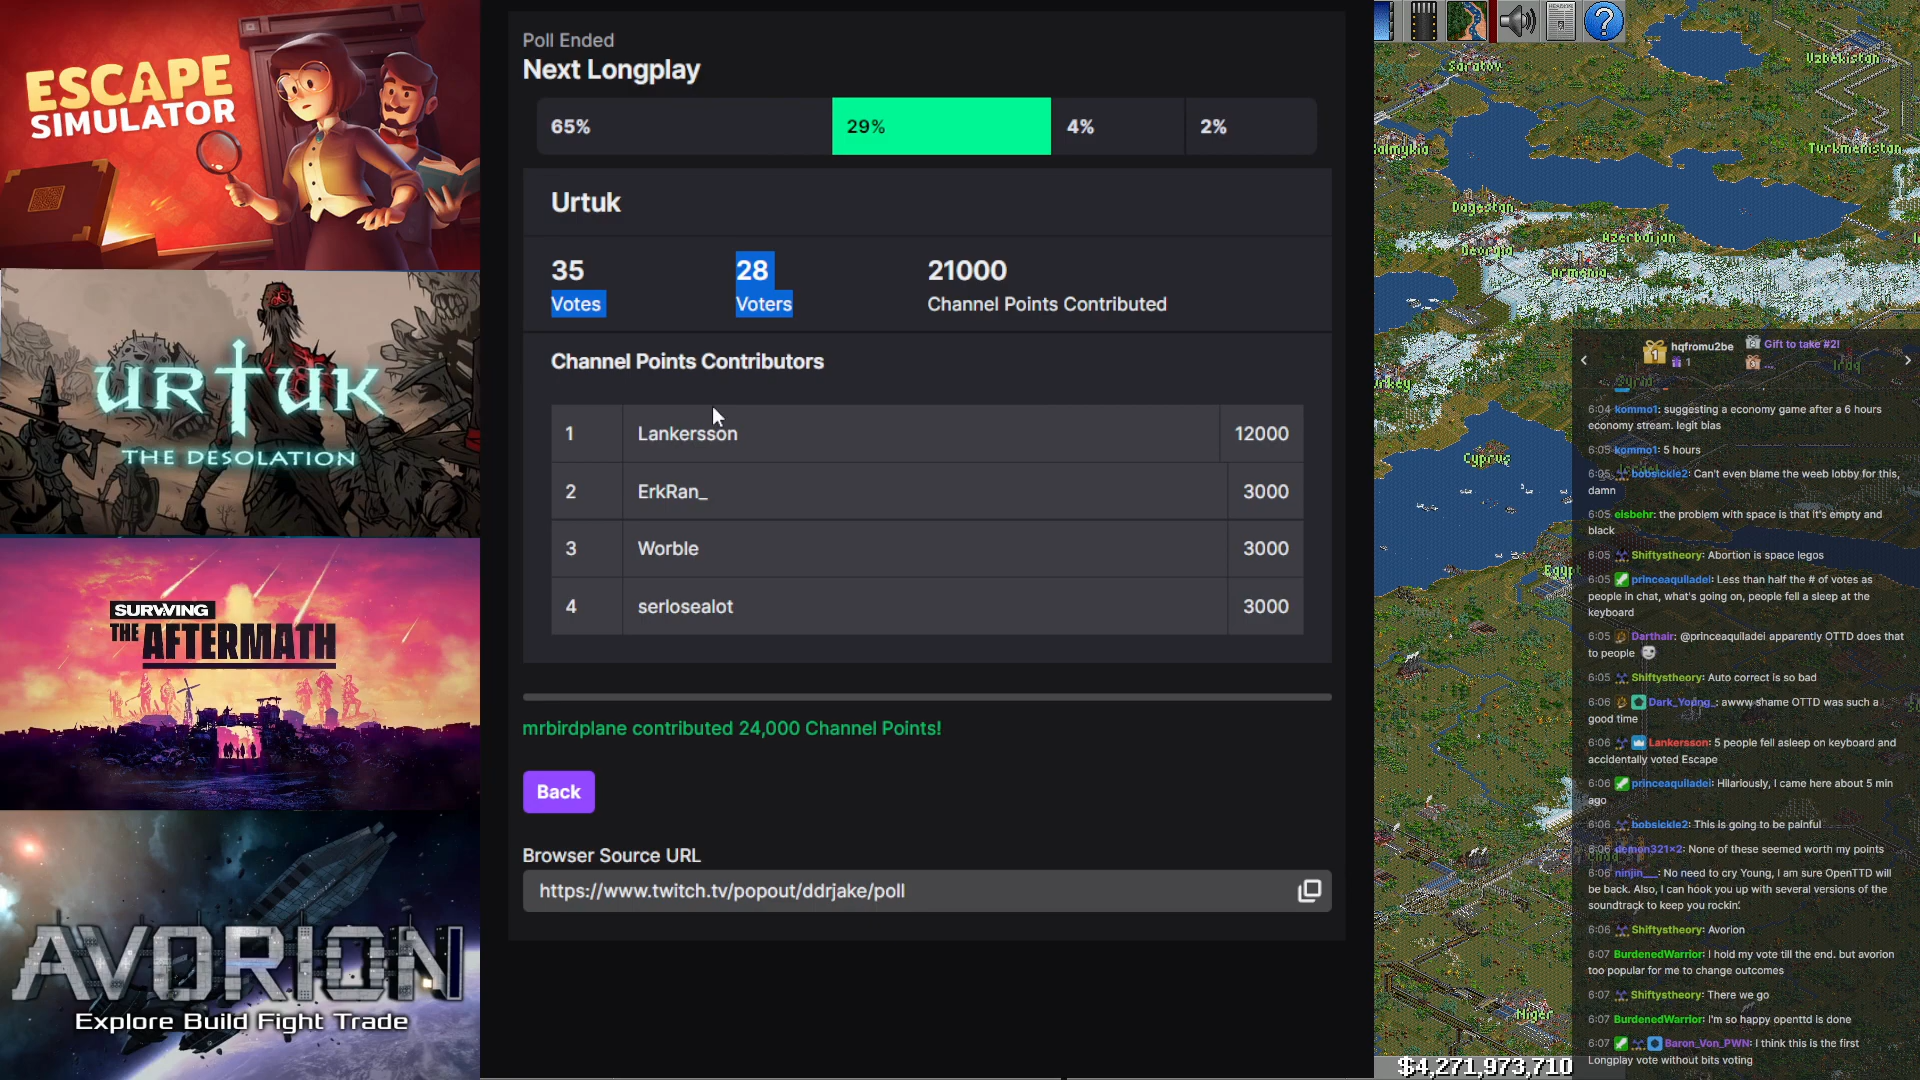 ESCAPE
SIMULATOR
URTUK
THE DESOLATION
SURVIVING
THE AFTERMATH
AVORION
Explore Build Fight Trade
Poll Ended
Next Longplay
65%
29%
4%
2%
Urtuk
35
Votes
28
Voters
21000
Channel Points Contributed
Channel Points Contributors
1 Lankersson 12000
2 ErkRan_ 3000
3 Worble 3000
4 serlosealot 3000
mrbirdplane contributed 24,000 Channel Points!
Back
Browser Source URL
https://www.twitch.tv/popout/ddrjake/poll
Saratov
Uzbekistan
Kalmykia
Turkmenistan
Dagestan
Georgia
Azerbaijan
Armenia
Cyprus
Egypt
Niger
$4,271,973,710
1 hqfromu2be
1
Gift to take #2!
Iraq
6:04 kommo1: suggesting a economy game after a 6 hours
economy stream. legit bias
6:05 kommo1: 5 hours
6:05 bobsickle2: Can't even blame the weeb lobby for this,
damn
6:05 elsbehr: the problem with space is that it's empty and
black
6:05 Shiftystheory: Abortion is space legos
6:05 princeaquiladei: Less than half the # of votes as
people in chat, what's going on, people fell a sleep at the
keyboard
6:05 Darthair: @princeaquiladei apparently OTTD does that
to people
6:05 Shiftystheory: Auto correct is so bad
6:06 Dark_Young_: awww shame OTTD was such a
good time
6:06 Lankersson: 5 people fell asleep on keyboard and
accidentally voted Escape
6:06 princeaquiladei: Hilariously, I came here about 5 min
ago
6:06 bobsickle2: This is going to be painful
6:06 demon321x2: None of these seemed worth my points
6:06 ninjin___: No need to cry Young, I am sure OpenTTD will
be back. Also, I can hook you up with several versions of the
soundtrack to keep you rockin'.
6:06 Shiftystheory: Avorion
6:07 BurdenedWarrior: I hold my vote till the end. but avorion
too popular for me to change outcomes
6:07 Shiftystheory: There we go
6:07 BurdenedWarrior: I'm so happy openttd is done
6:07 Baron_Von_PWN: I think this is the first
Longplay vote without bits voting